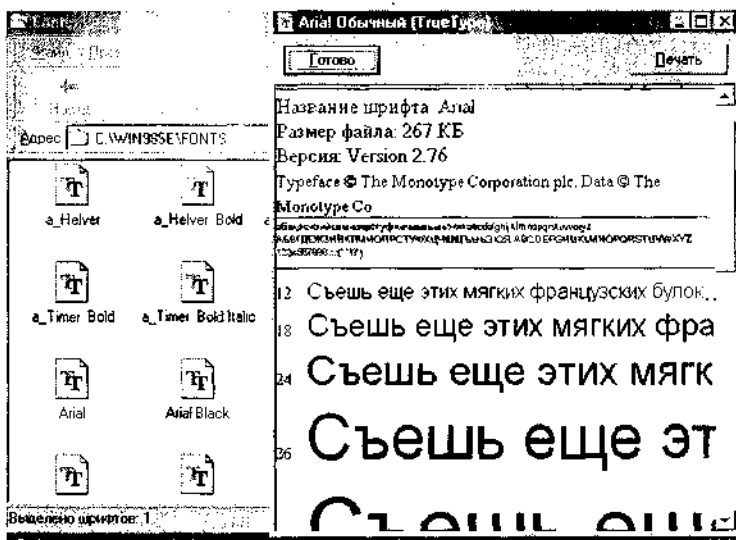 Arial Обычный (TrueType)
Готово
Печать
Адрес C:\WIN98SE\FONTS
Название шрифта Arial
Размер файла: 267 КБ
Версия: Version 2.76
Typeface © The Monotype Corporation plc. Data © The
Monotype Co
a_Helver
a_Helver Bold
a_Timer Bold
a_Timer Bold Italic
Arial
Arial Black
12 Съешь еще этих мягких французских булок..
18 Съешь еще этих мягких фра
24 Съешь еще этих мягк
36 Съешь еще эт
Съешь еще
Выделено шрифтов: 1